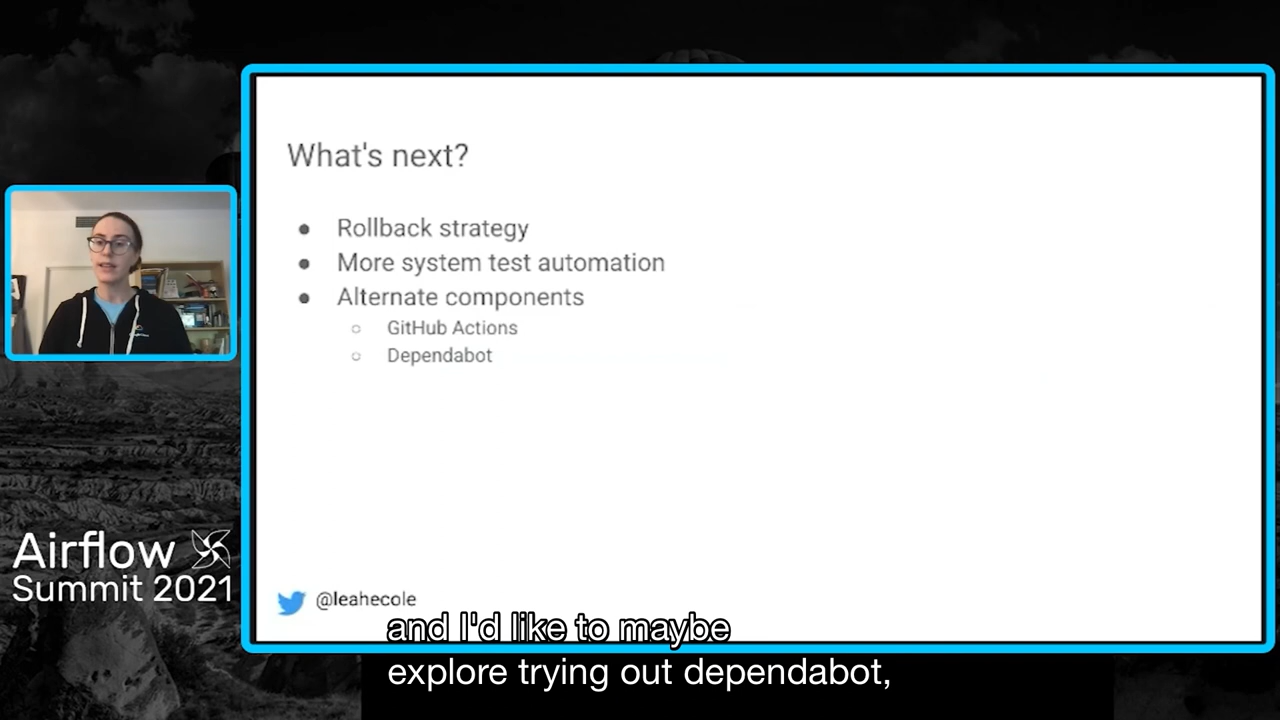 What's next?
Rollback strategy
More system test automation
Alternate components
GitHub Actions
Dependabot
Airflow
Summit 2021
@leahecole
and I'd like to maybe
explore trying out dependabot,